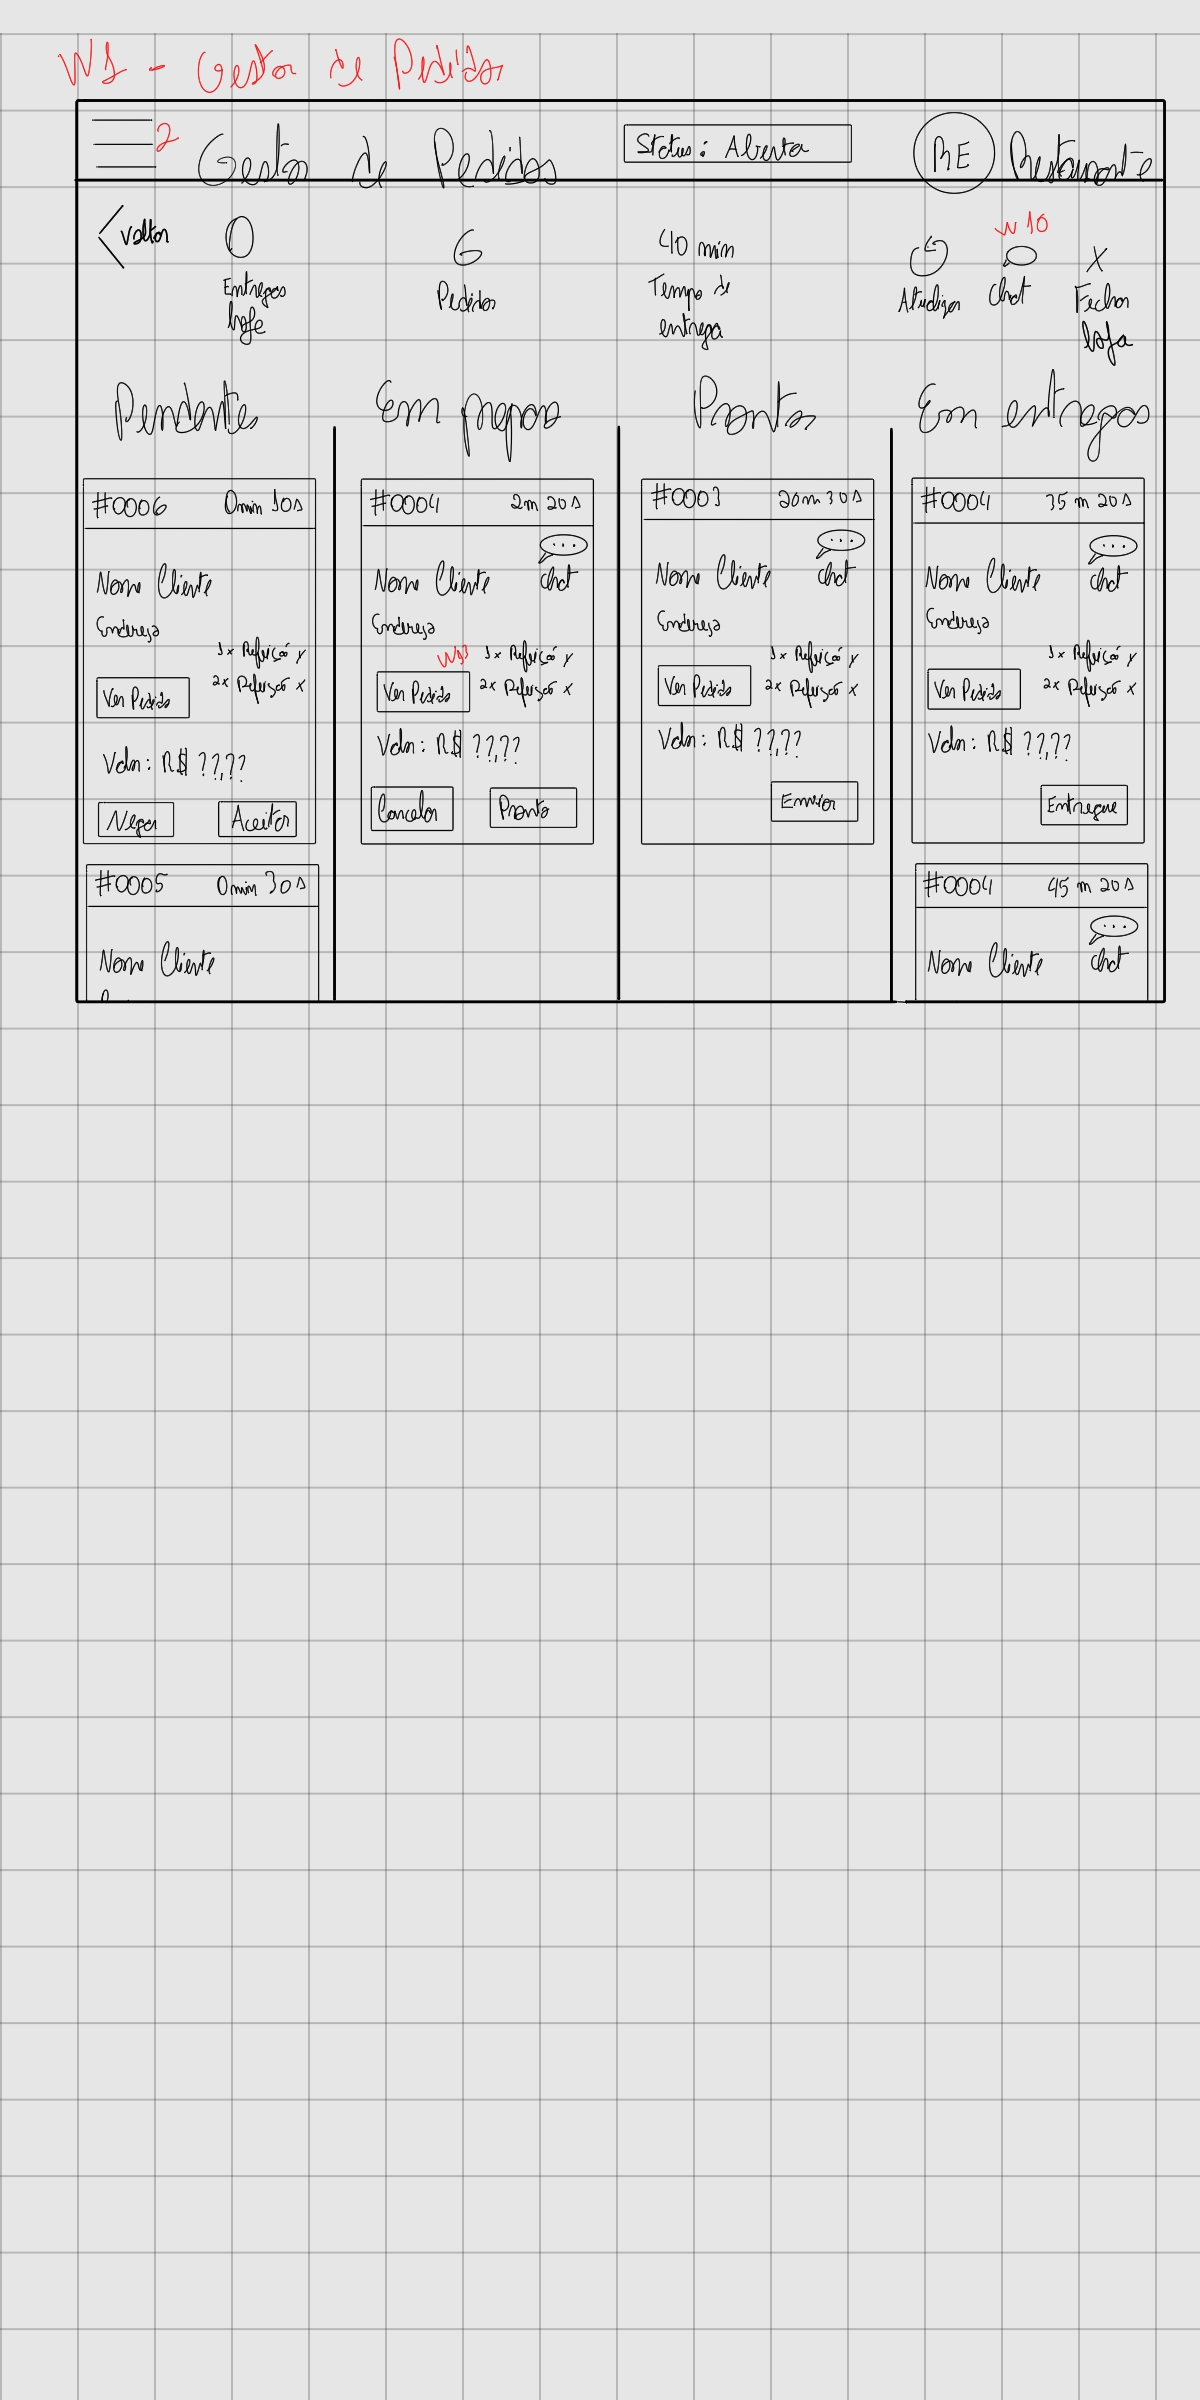 W1 - Gestor de Pedidos
2
Gestor de Pedidos
Status: Aberta
RE
Restaurante
Voltar
0
Entregas
hoje
6
Pedidos
40 min
Tempo de
entrega
Atualizar
W10
Chat
X
Fechar
loja
Pendentes
Em preparo
Prontos
Em entregas
#0006 0min 10s
Nome Cliente
Endereço
1x Refeição y
2x Refeição x
Ver Pedido
Valor: R$ ??,??
Negar
Aceitar
#0005 0min 30s
Nome Cliente
#0004 2m 20s
...
Nome Cliente chat
Endereço
1x Refeição y
2x Refeição x
Ver Pedido
Valor: R$ ??,??
Cancelar
Pronto
#0003 20m 30s
...
Nome Cliente chat
Endereço
1x Refeição y
2x Refeição x
Ver Pedido
Valor: R$ ??,??
Enviar
#0004 35m 20s
...
Nome Cliente chat
Endereço
1x Refeição y
2x Refeição x
Ver Pedido
Valor: R$ ??,??
Entregue
#0004 45m 20s
...
Nome Cliente chat